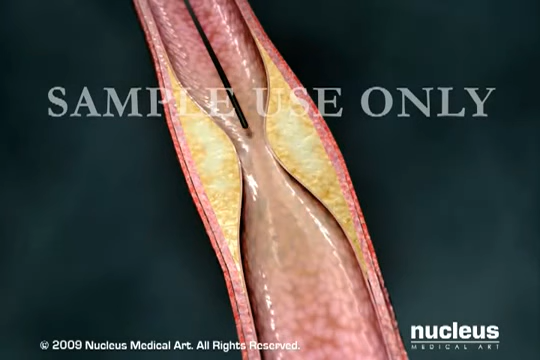 SAMPLE USE ONLY
nucleus
MEDICAL ART
© 2009 Nucleus Medical Art. All Rights Reserved.